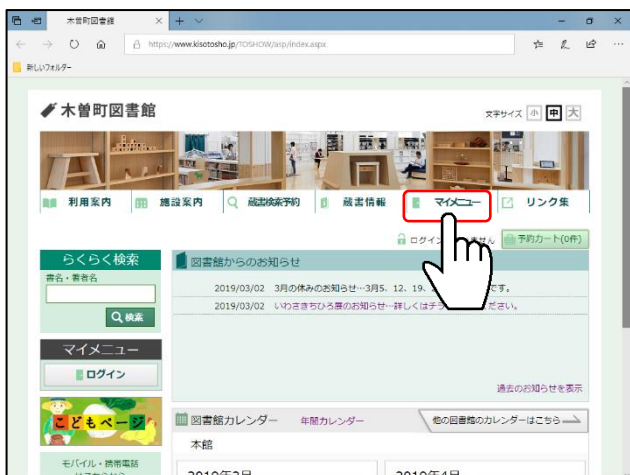 木曽町図書館
https://www.kisotosho.jp/TOSHOW/asp/index.aspx
新しいフォルダー
木曽町図書館
文字サイズ 小 中 大
利用案内 施設案内 蔵書検索予約 蔵書情報 マイメニュー リンク集
ログイン ません 予約カート(0件)
らくらく検索
書名・著者名
検索
図書館からのお知らせ
2019/03/02 3月の休みのお知らせ…3月5、12、19、 です。
2019/03/02 いわさきちひろ展のお知らせ…詳しくはチラ ください。
過去のお知らせを表示
マイメニュー
ログイン
こどもページ
モバイル・携帯電話
図書館カレンダー 年間カレンダー 他の図書館のカレンダーはこちら
本館
2019年4月